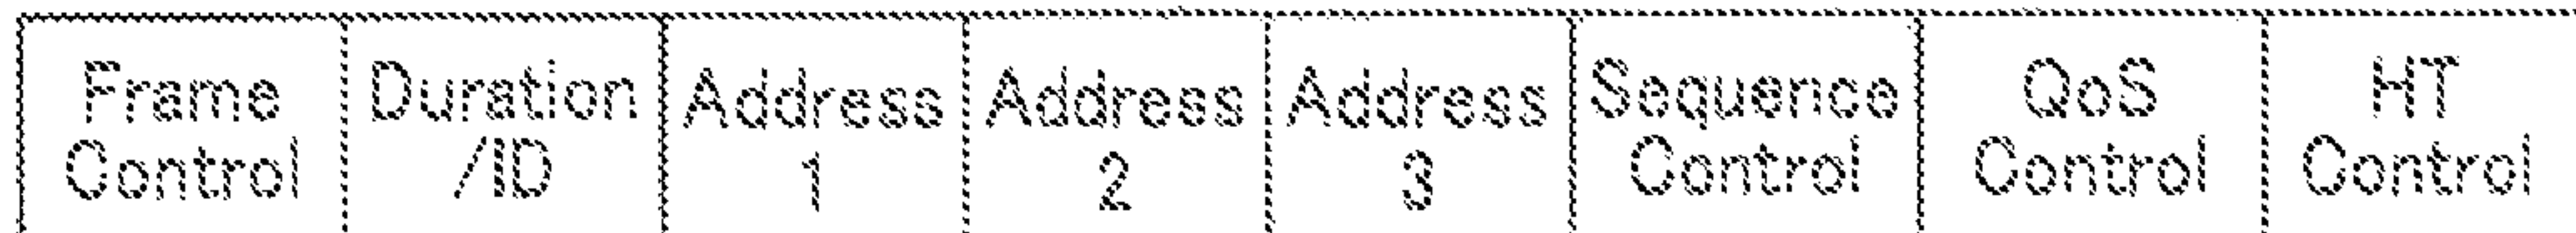 Frame Control
Duration /ID
Address 1
Address 2
Address 3
Sequence Control
QoS Control
HT Control